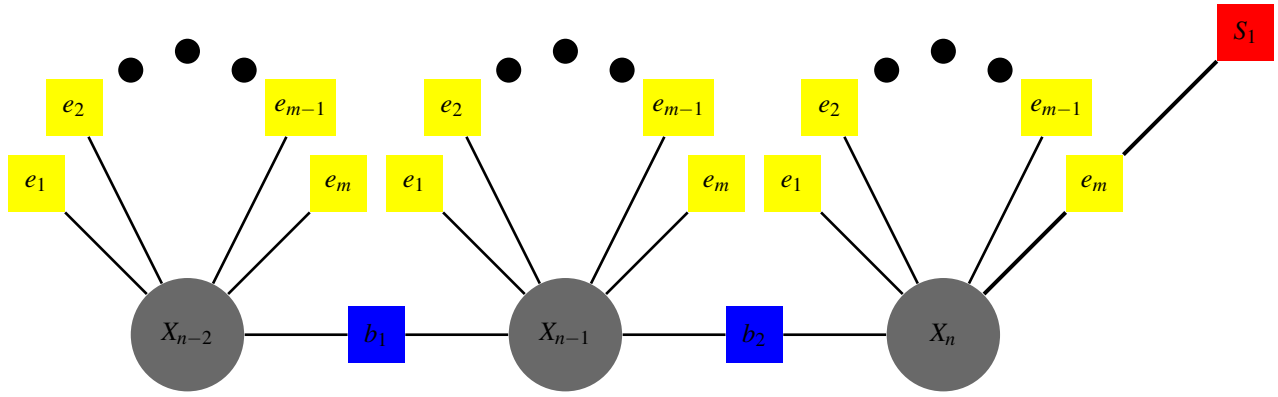 S₁
e₂ eₘ₋₁ e₂ eₘ₋₁ e₂ eₘ₋₁
e₁ eₘ e₁ eₘ e₁ eₘ
Xₙ₋₂ b₁ Xₙ₋₁ b₂ Xₙ